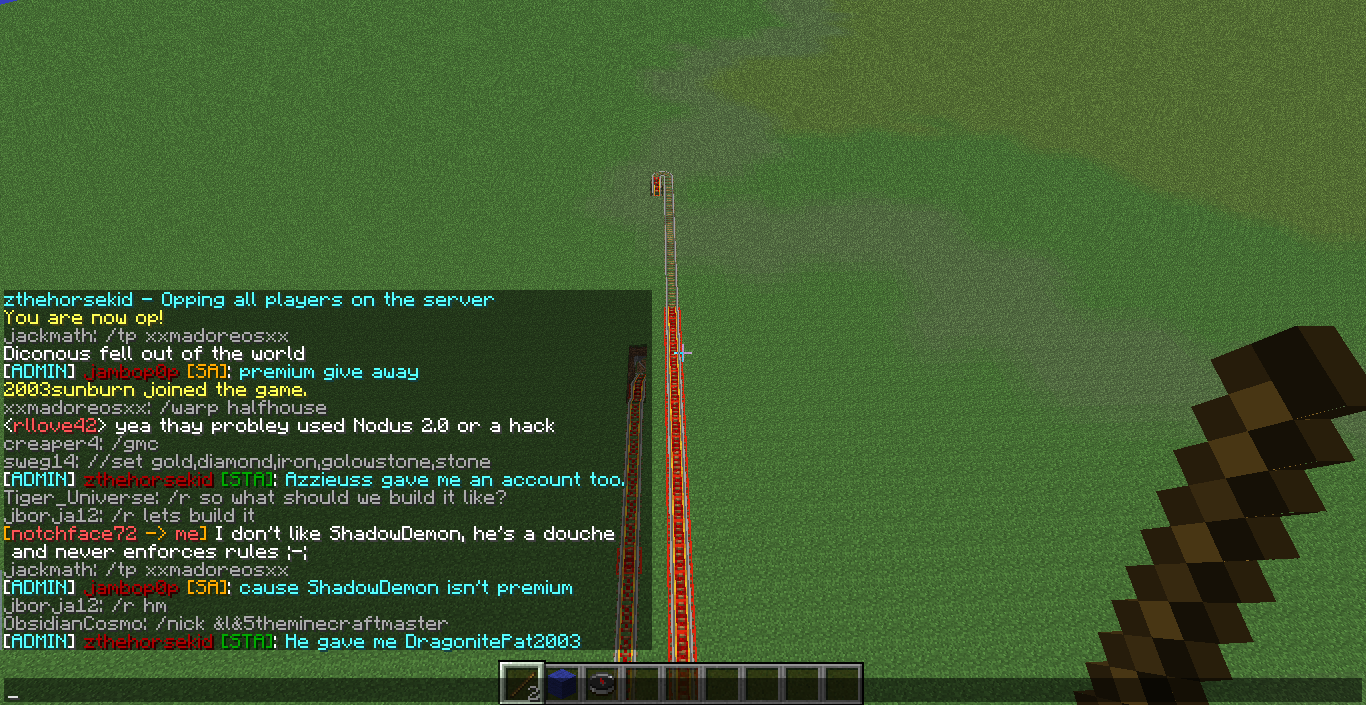 zthehorsekid - Opping all players on the server
You are now op!
jackmath: /tp xxmadoreosxx
Diconous fell out of the world
[ADMIN] jambop0p [SA]: premium give away
2003sunburn joined the game.
xxmadoreosxx: /warp halfhouse
<rllove42> yea thay probley used Nodus 2.0 or a hack
creaper4: /gmc
sweg14: //set gold,diamond,iron,golowstone,stone
[ADMIN] zthehorsekid [STA]: Azzieuss gave me an account too.
Tiger_Universe: /r so what should we build it like?
jborja12: /r lets build it
[notchface72 -> me] I don't like ShadowDemon, he's a douche
and never enforces rules ;-;
jackmath: /tp xxmadoreosxx
[ADMIN] jambop0p [SA]: cause ShadowDemon isn't premium
jborja12: /r hm
ObsidianCosmo: /nick &l&5theminecraftmaster
[ADMIN] zthehorsekid [STA]: He gave me DragonitePat2003
2
_